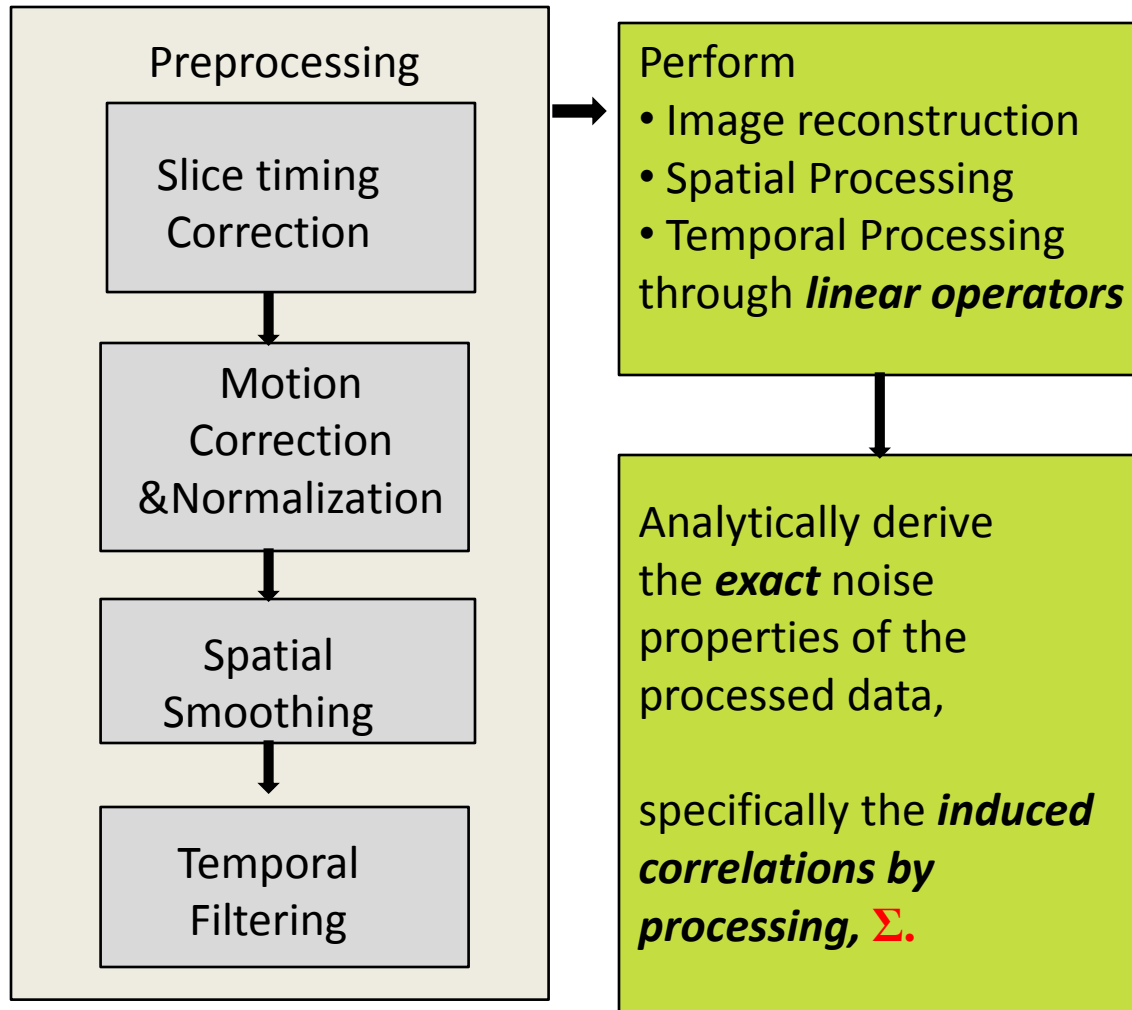 Preprocessing
Slice timing
Correction
Motion
Correction
&Normalization
Spatial
Smoothing
Temporal
Filtering
Perform
• Image reconstruction
• Spatial Processing
• Temporal Processing
through linear operators
Analytically derive
the exact noise
properties of the
processed data,
specifically the induced
correlations by
processing, Σ.